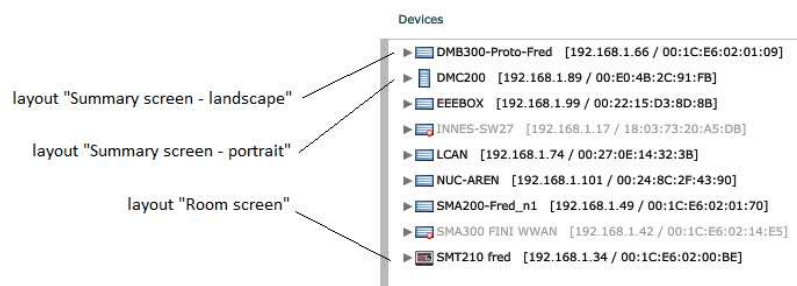 Devices
DMB300-Proto-Fred [192.168.1.66 / 00:1C:E6:02:01:09]
DMC200 [192.168.1.89 / 00:E0:4B:2C:91:FB]
layout "Summary screen - landscape"
EEEBOX [192.168.1.99 / 00:22:15:D3:8D:8B]
INNES-SW27 [192.168.1.17 / 18:03:73:20:A5:DB]
layout "Summary screen - portrait"
LCAN [192.168.1.74 / 00:27:0E:14:32:3B]
NUC-AREN [192.168.1.101 / 00:24:8C:2F:43:90]
layout "Room screen"
SMA200-Fred_n1 [192.168.1.49 / 00:1C:E6:02:01:70]
SMA300 FINI WWAN [192.168.1.42 / 00:1C:E6:02:14:E5]
SMT210 fred [192.168.1.34 / 00:1C:E6:02:00:BE]